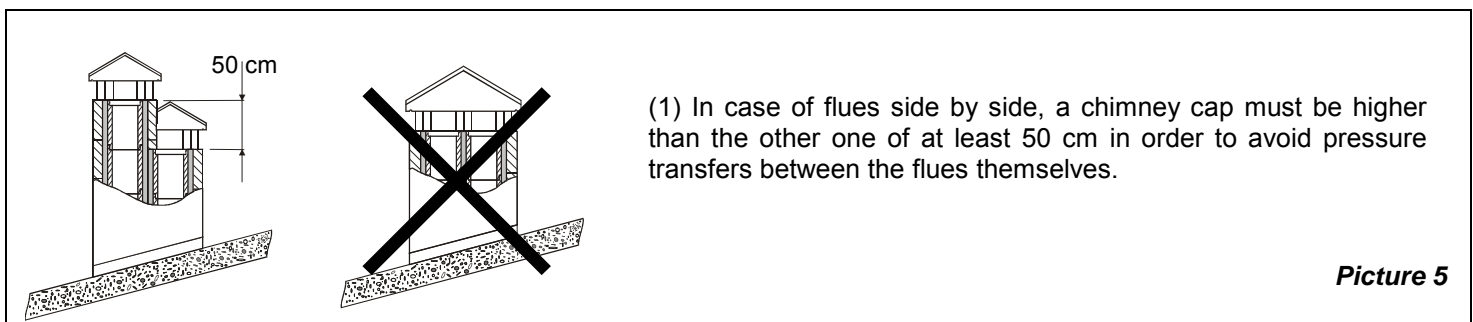 50 cm
(1) In case of flues side by side, a chimney cap must be higher
than the other one of at least 50 cm in order to avoid pressure
transfers between the flues themselves.
Picture 5